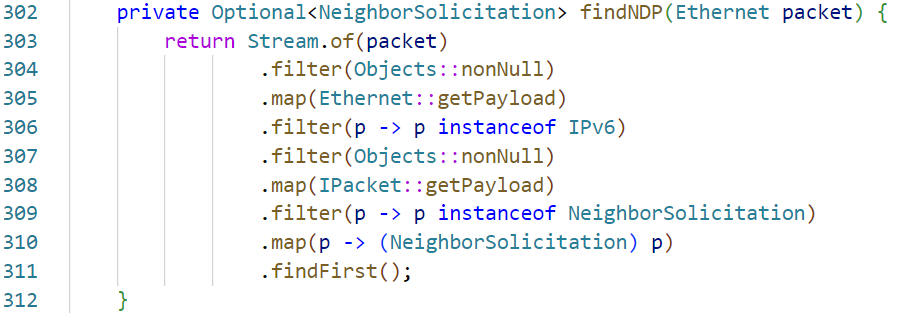 302 private Optional<NeighborSolicitation> findNDP(Ethernet packet) {
303 return Stream.of(packet)
304 .filter(Objects::nonNull)
305 .map(Ethernet::getPayload)
306 .filter(p -> p instanceof IPv6)
307 .filter(Objects::nonNull)
308 .map(IPacket::getPayload)
309 .filter(p -> p instanceof NeighborSolicitation)
310 .map(p -> (NeighborSolicitation) p)
311 .findFirst();
312 }